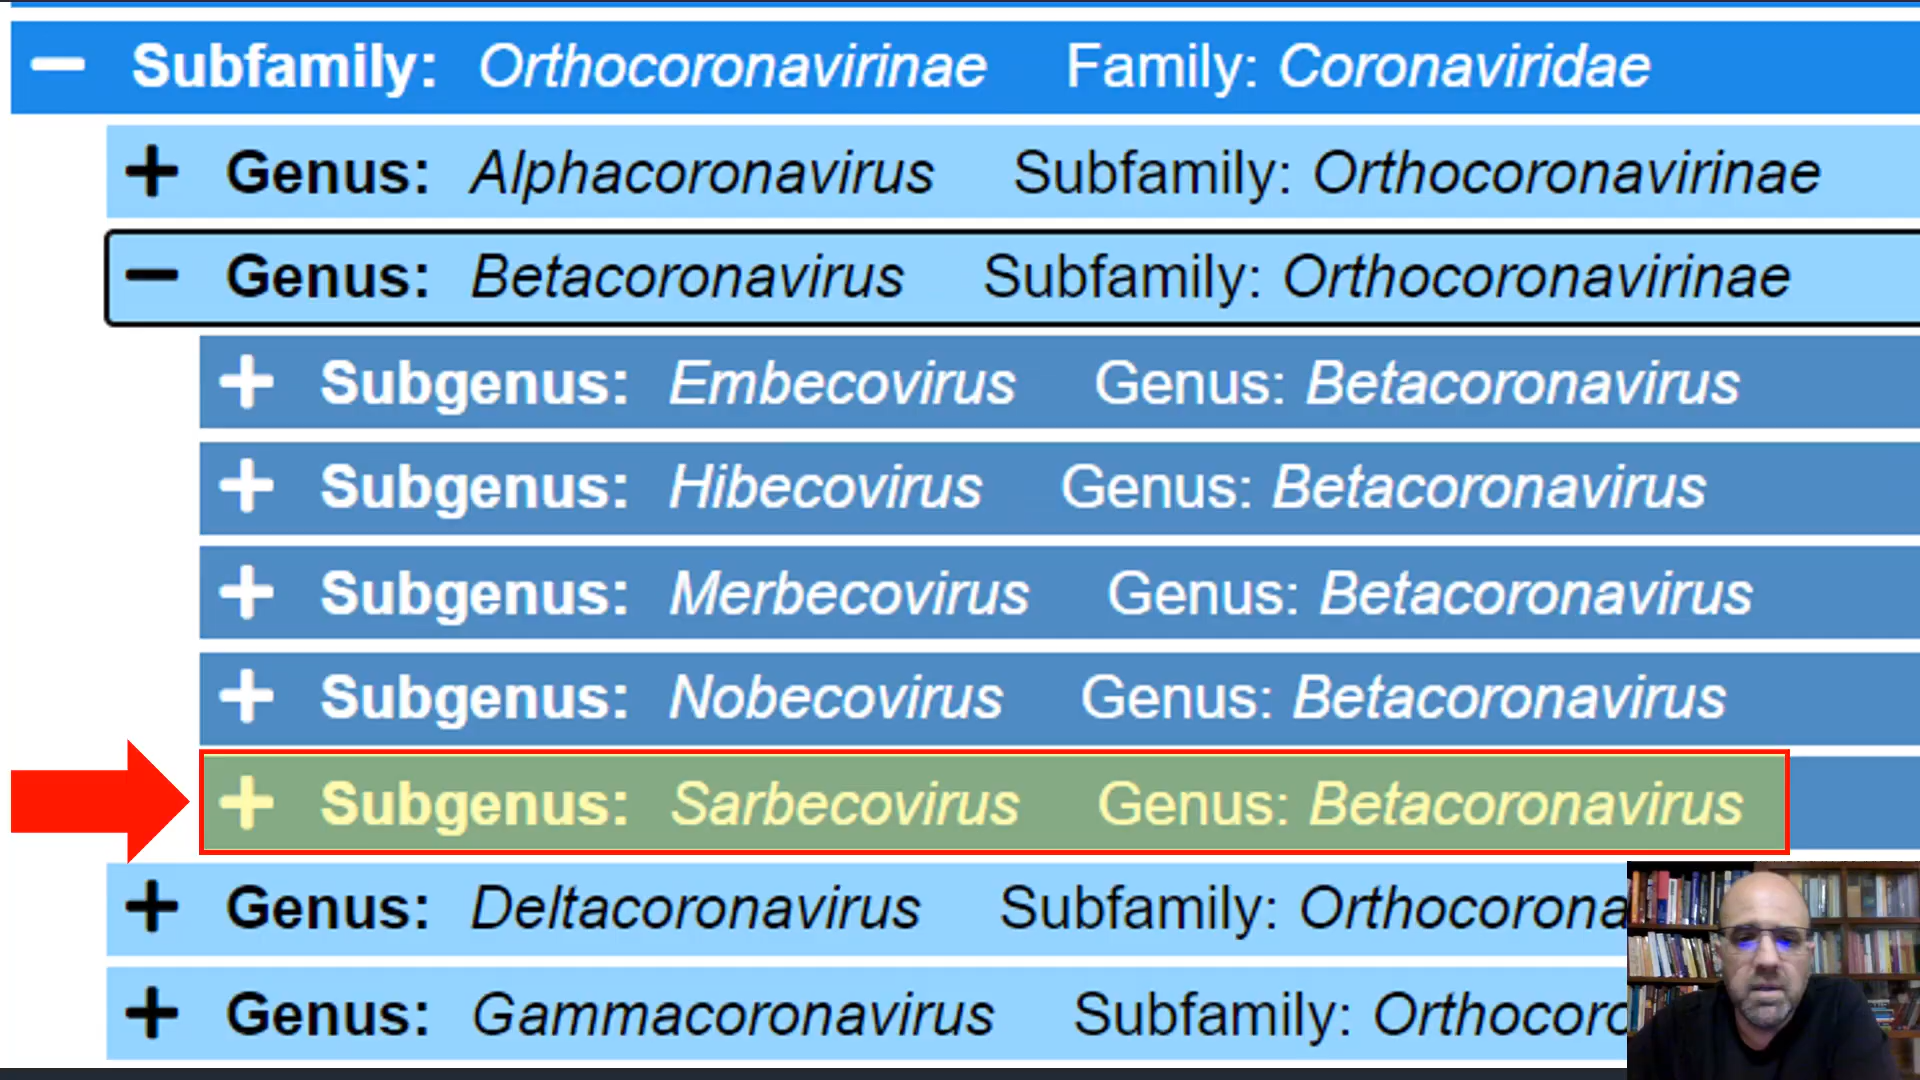 Subfamily: Orthocoronavirinae Family: Coronaviridae
Genus: Alphacoronavirus Subfamily: Orthocoronavirinae
Genus: Betacoronavirus Subfamily: Orthocoronavirinae
Subgenus: Embecovirus Genus: Betacoronavirus
Subgenus: Hibecovirus Genus: Betacoronavirus
Subgenus: Merbecovirus Genus: Betacoronavirus
Subgenus: Nobecovirus Genus: Betacoronavirus
Subgenus: Sarbecovirus Genus: Betacoronavirus
Genus: Deltacoronavirus Subfamily: Orthocorona
Genus: Gammacoronavirus Subfamily: Orthocoro